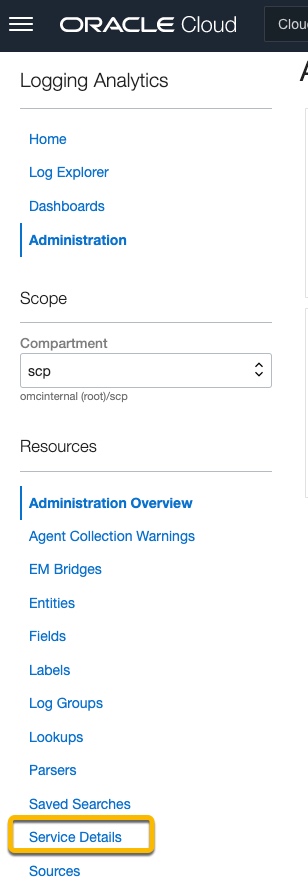 ORACLE Cloud
Clou
Logging Analytics
A
Home
Log Explorer
Dashboards
Administration
Scope
Compartment
scp
omcinternal (root)/scp
Resources
Administration Overview
Agent Collection Warnings
EM Bridges
Entities
Fields
Labels
Log Groups
Lookups
Parsers
Saved Searches
Service Details
Sources